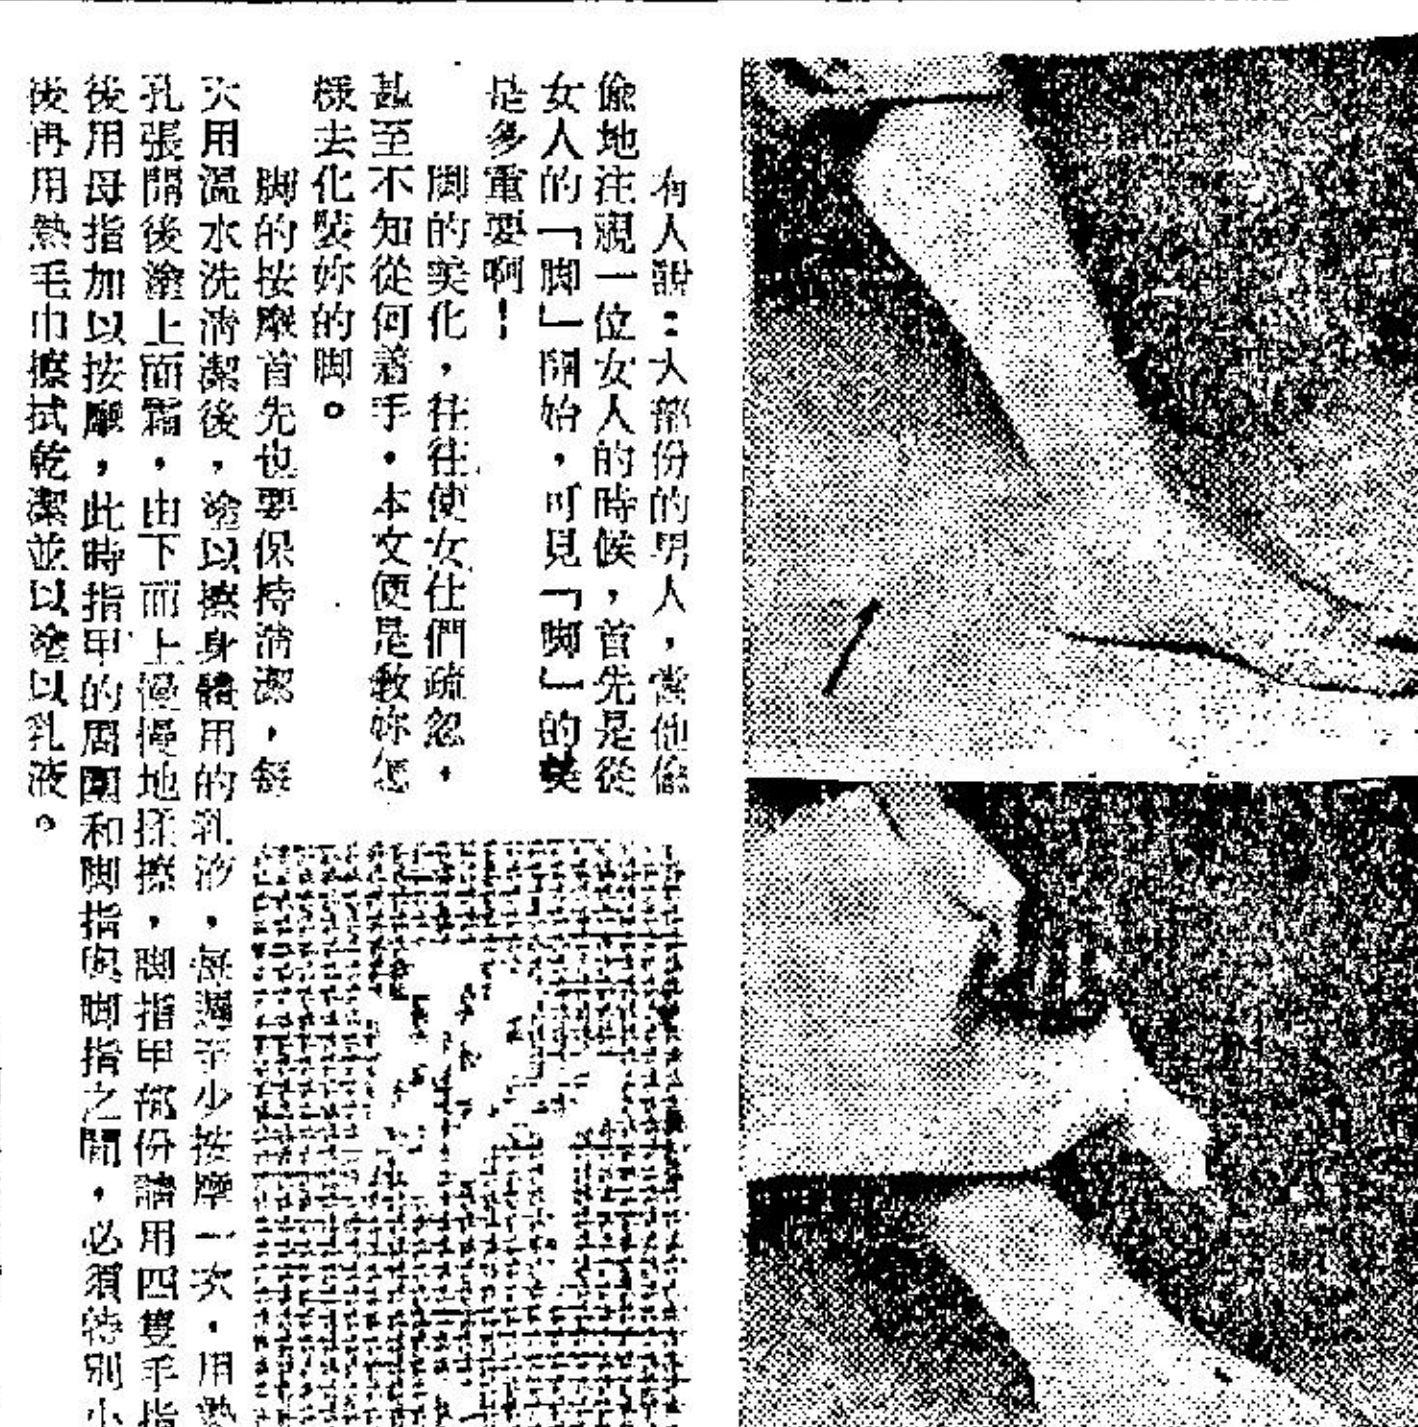 有人說：大部份的男人，當他偷
偷地注視一位女人的時候，首先是從
女人的「脚」開始，可見「脚」的美
是多重要啊！
脚的美化，往往使女仕們疏忽，
甚至不知從何着手，本文便是教妳怎
樣去化裝妳的脚。
脚的按摩首先也要保持清潔，每
次用溫水洗清潔後，塗以擦身體用的乳液，每週至少按摩一次，用熱
孔張開後塗上面霜，由下而上慢慢地揉擦，脚指甲部份請用四隻手指
後用母指加以按摩，此時指甲的周圍和脚指與脚指之間，必須特別小
後再用熱毛巾擦拭乾潔並以塗以乳液。